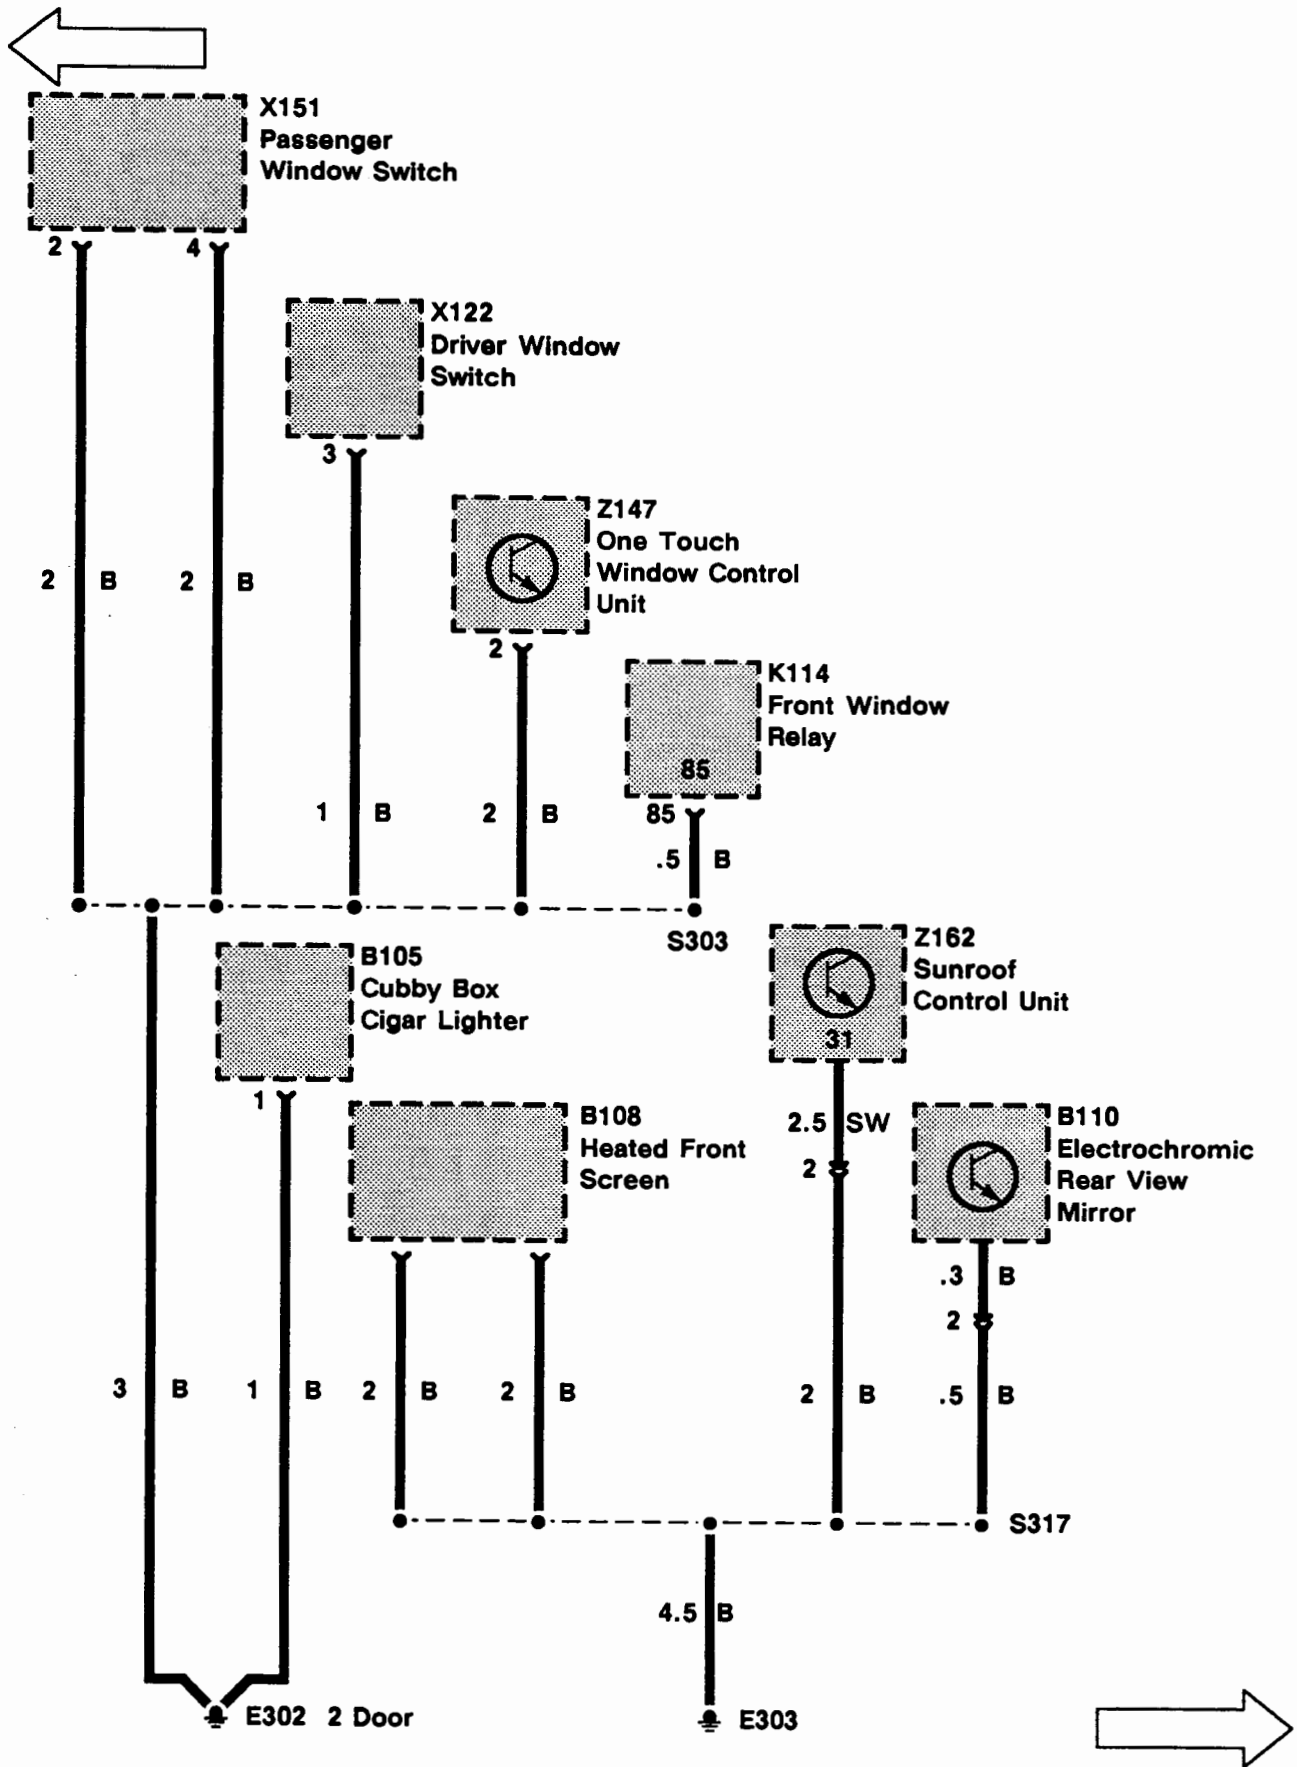 X151
Passenger
Window Switch
2 4
X122
Driver Window
Switch
3
Z147
One Touch
Window Control
Unit
2 B 2 B
2
K114
Front Window
Relay
85
1 B 2 B 85
.5 B
S303
Z162
Sunroof
Control Unit
31
B105
Cubby Box
Cigar Lighter
1
B108
Heated Front
Screen
2.5 SW
2
B110
Electrochromic
Rear View
Mirror
.3 B
2
3 B 1 B 2 B 2 B 2 B .5 B
S317
4.5 B
E302 2 Door
E303